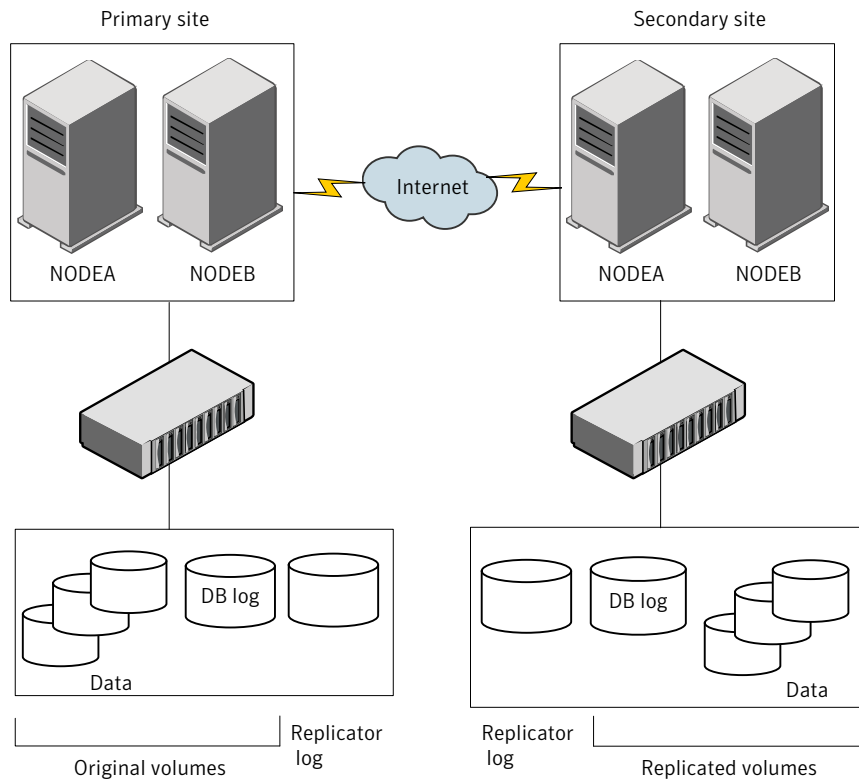 Primary site
Secondary site
Internet
NODEA
NODEB
NODEA
NODEB
DB log
Data
DB log
Data
Replicator
log
Original volumes
Replicator
log
Replicated volumes